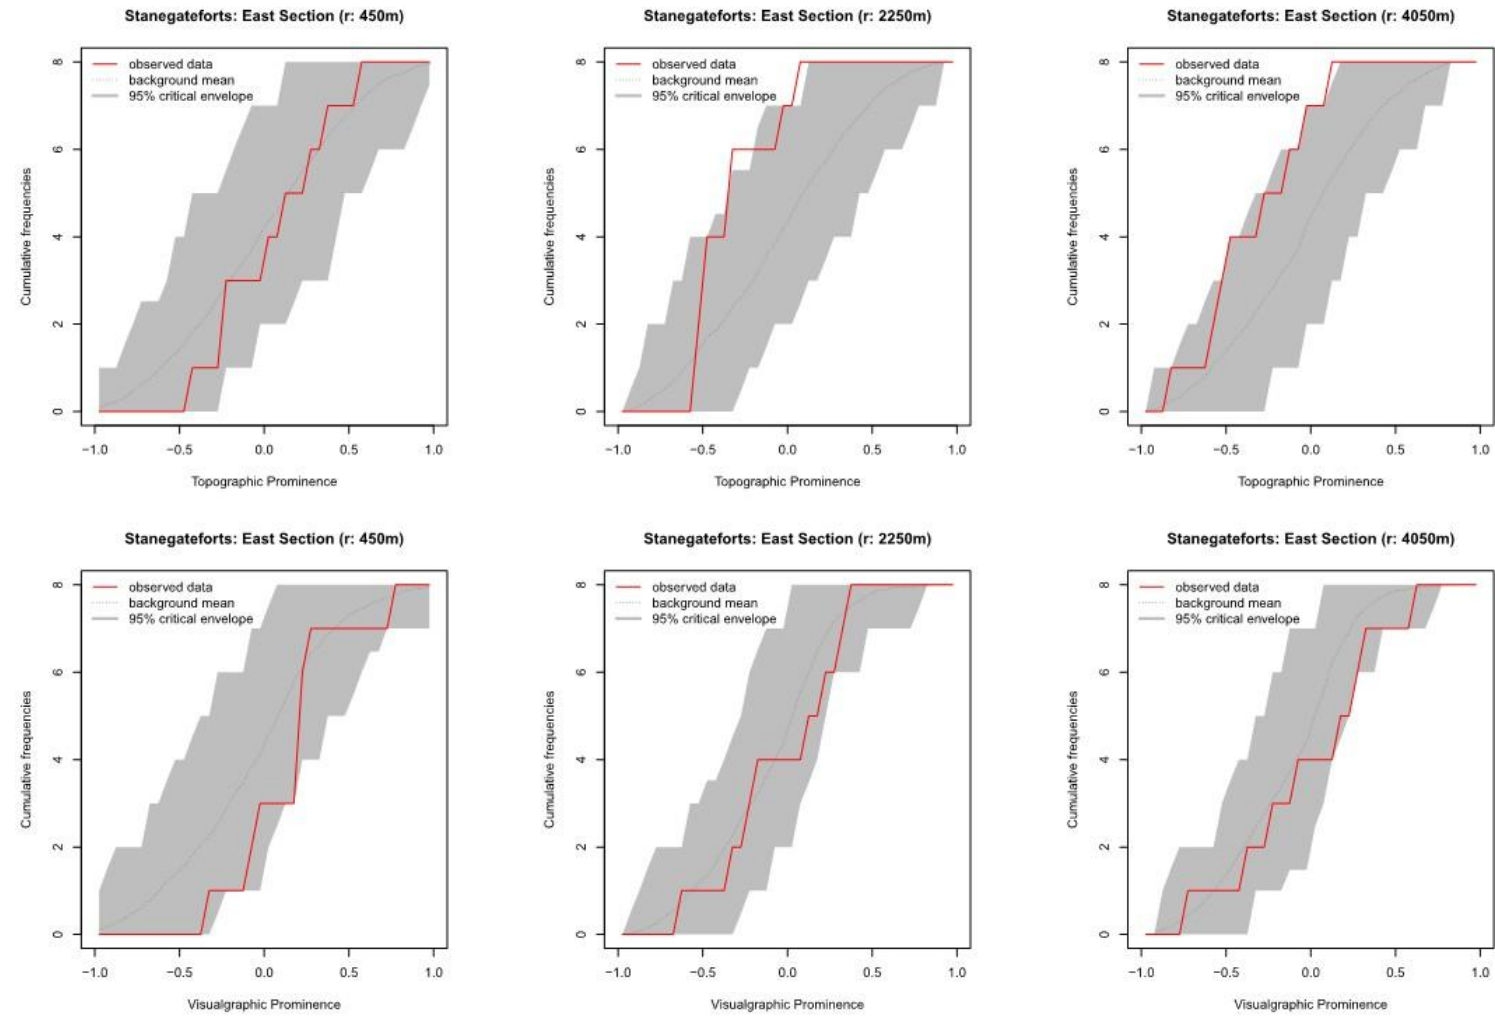 Stanegateforts: East Section (r: 450m)
observed data
background mean
95% critical envelope
Cumulative frequencies
8
6
4
2
0
−1.0 −0.5 0.0 0.5 1.0
Topographic Prominence
Stanegateforts: East Section (r: 2250m)
observed data
background mean
95% critical envelope
Cumulative frequencies
8
6
4
2
0
−1.0 −0.5 0.0 0.5 1.0
Topographic Prominence
Stanegateforts: East Section (r: 4050m)
observed data
background mean
95% critical envelope
Cumulative frequencies
8
6
4
2
0
−1.0 −0.5 0.0 0.5 1.0
Topographic Prominence
Stanegateforts: East Section (r: 450m)
observed data
background mean
95% critical envelope
Cumulative frequencies
8
6
4
2
0
−1.0 −0.5 0.0 0.5 1.0
Visualgraphic Prominence
Stanegateforts: East Section (r: 2250m)
observed data
background mean
95% critical envelope
Cumulative frequencies
8
6
4
2
0
−1.0 −0.5 0.0 0.5 1.0
Visualgraphic Prominence
Stanegateforts: East Section (r: 4050m)
observed data
background mean
95% critical envelope
Cumulative frequencies
8
6
4
2
0
−1.0 −0.5 0.0 0.5 1.0
Visualgraphic Prominence